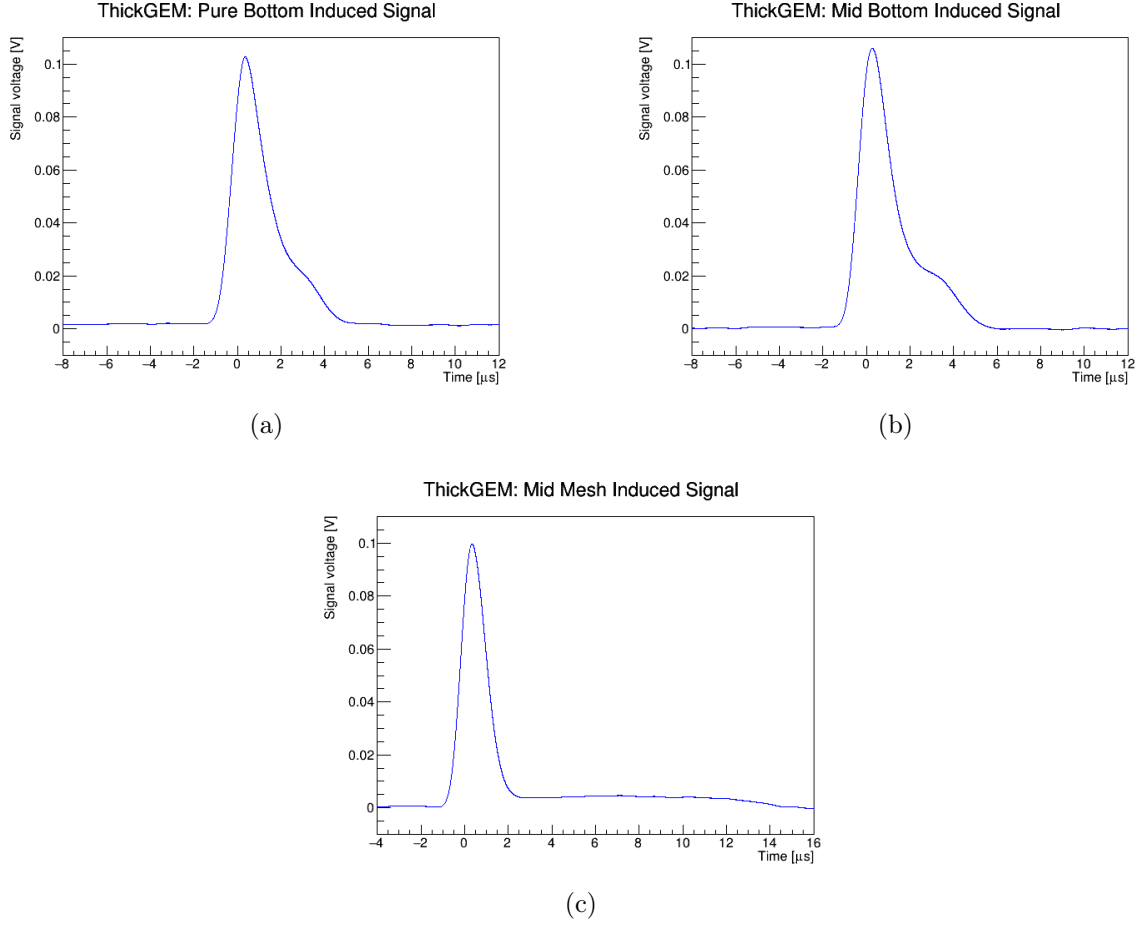 ThickGEM: Pure Bottom Induced Signal
Signal voltage [V]
0.1
0.08
0.06
0.04
0.02
0
−8 −6 −4 −2 0 2 4 6 8 10 12
Time [μs]
(a)
ThickGEM: Mid Bottom Induced Signal
Signal voltage [V]
0.1
0.08
0.06
0.04
0.02
0
−8 −6 −4 −2 0 2 4 6 8 10 12
Time [μs]
(b)
ThickGEM: Mid Mesh Induced Signal
Signal voltage [V]
0.1
0.08
0.06
0.04
0.02
0
−4 −2 0 2 4 6 8 10 12 14 16
Time [μs]
(c)